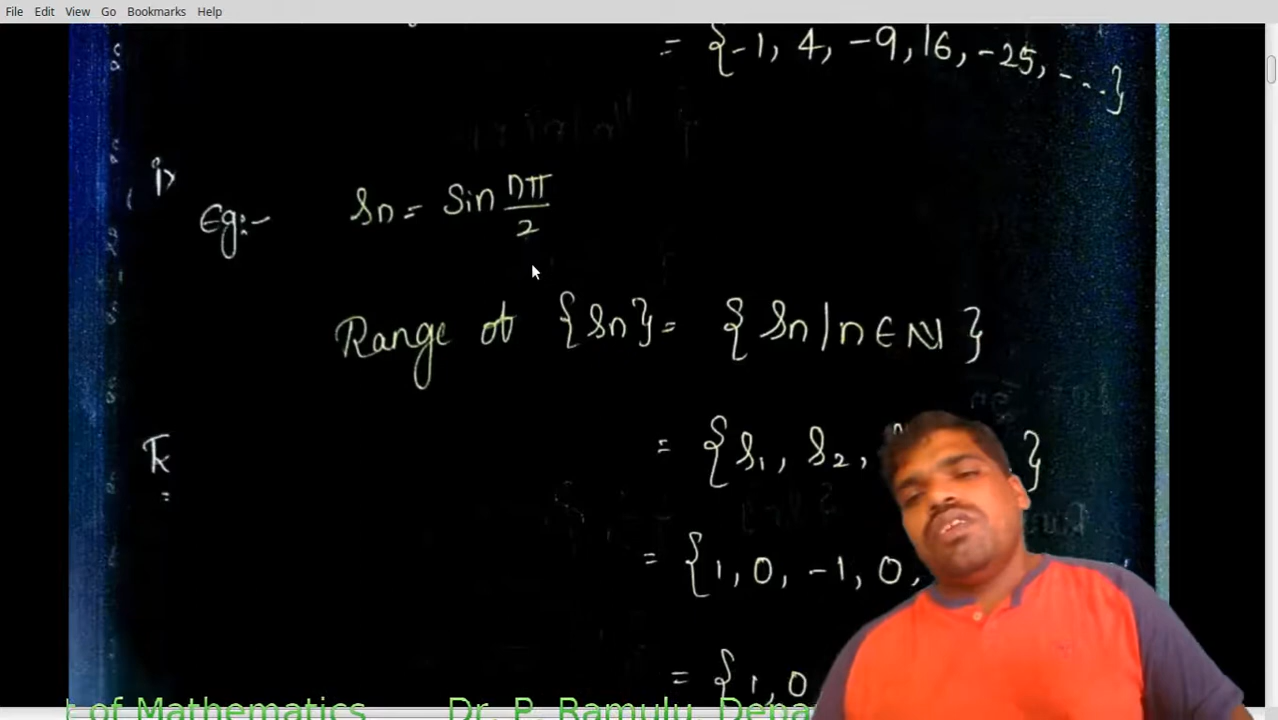 File Edit View Go Bookmarks Help
= {-1, 4, -9, 16, -25, ...}
Eg:- Sn = Sin nπ/2
Range of {Sn} = {Sn | n ∈ N}
= {S1, S2,
= {1, 0, -1, 0,
= {1, 0
t of Mathematics Dr. P. Ramulu, Depa